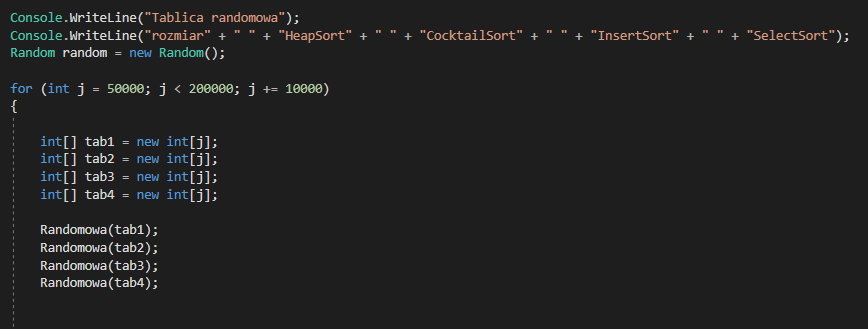 Console.WriteLine("Tablica randomowa");
Console.WriteLine("rozmiar" + " " + "HeapSort" + " " + "CocktailSort" + " " + "InsertSort" + " " + "SelectSort");
Random random = new Random();
for (int j = 50000; j < 200000; j += 10000)
{
int[] tab1 = new int[j];
int[] tab2 = new int[j];
int[] tab3 = new int[j];
int[] tab4 = new int[j];
Randomowa(tab1);
Randomowa(tab2);
Randomowa(tab3);
Randomowa(tab4);